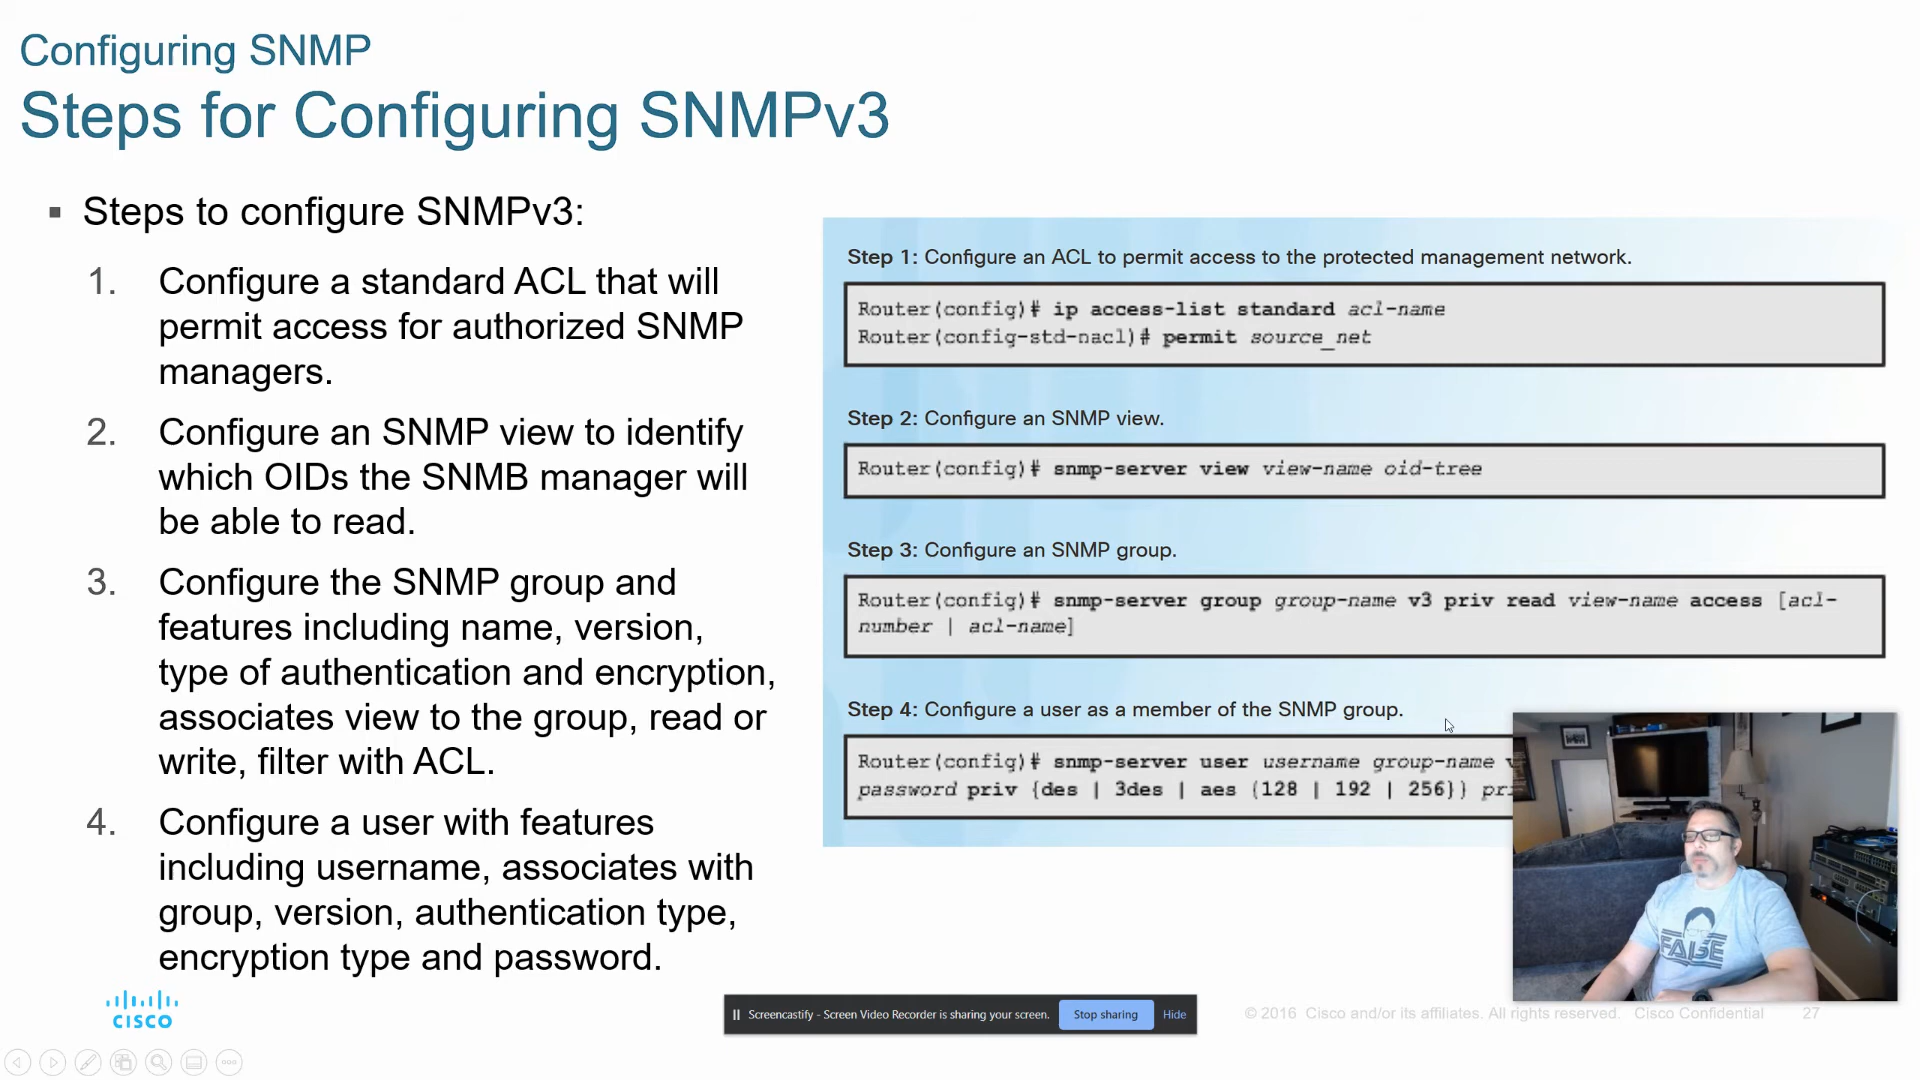 Configuring SNMP
Steps for Configuring SNMPv3
▪ Steps to configure SNMPv3:
1. Configure a standard ACL that will
permit access for authorized SNMP
managers.
2. Configure an SNMP view to identify
which OIDs the SNMB manager will
be able to read.
3. Configure the SNMP group and
features including name, version,
type of authentication and encryption,
associates view to the group, read or
write, filter with ACL.
4. Configure a user with features
including username, associates with
group, version, authentication type,
encryption type and password.
Step 1: Configure an ACL to permit access to the protected management network.
Router(config)# ip access-list standard acl-name
Router(config-std-nacl)# permit source_net
Step 2: Configure an SNMP view.
Router(config)# snmp-server view view-name oid-tree
Step 3: Configure an SNMP group.
Router(config)# snmp-server group group-name v3 priv read view-name access [acl-
number | acl-name]
Step 4: Configure a user as a member of the SNMP group.
Router(config)# snmp-server user username group-name
password priv {des | 3des | aes (128 | 192 | 256}}
FALSE
CISCO
Screencastify - Screen Video Recorder is sharing your screen.
Stop sharing
Hide
© 2016 Cisco and/or its affiliates. All rights reserved. Cisco Confidential
27